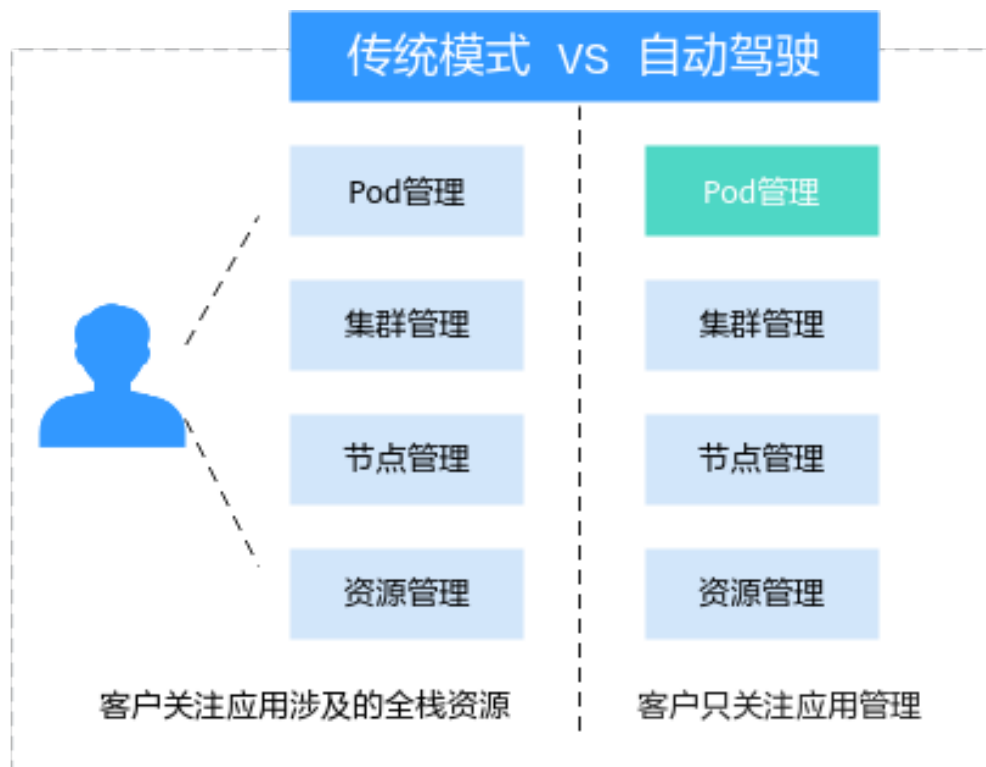 传统模式 VS 自动驾驶
Pod管理
集群管理
节点管理
资源管理
客户关注应用涉及的全栈资源
Pod管理
集群管理
节点管理
资源管理
客户只关注应用管理